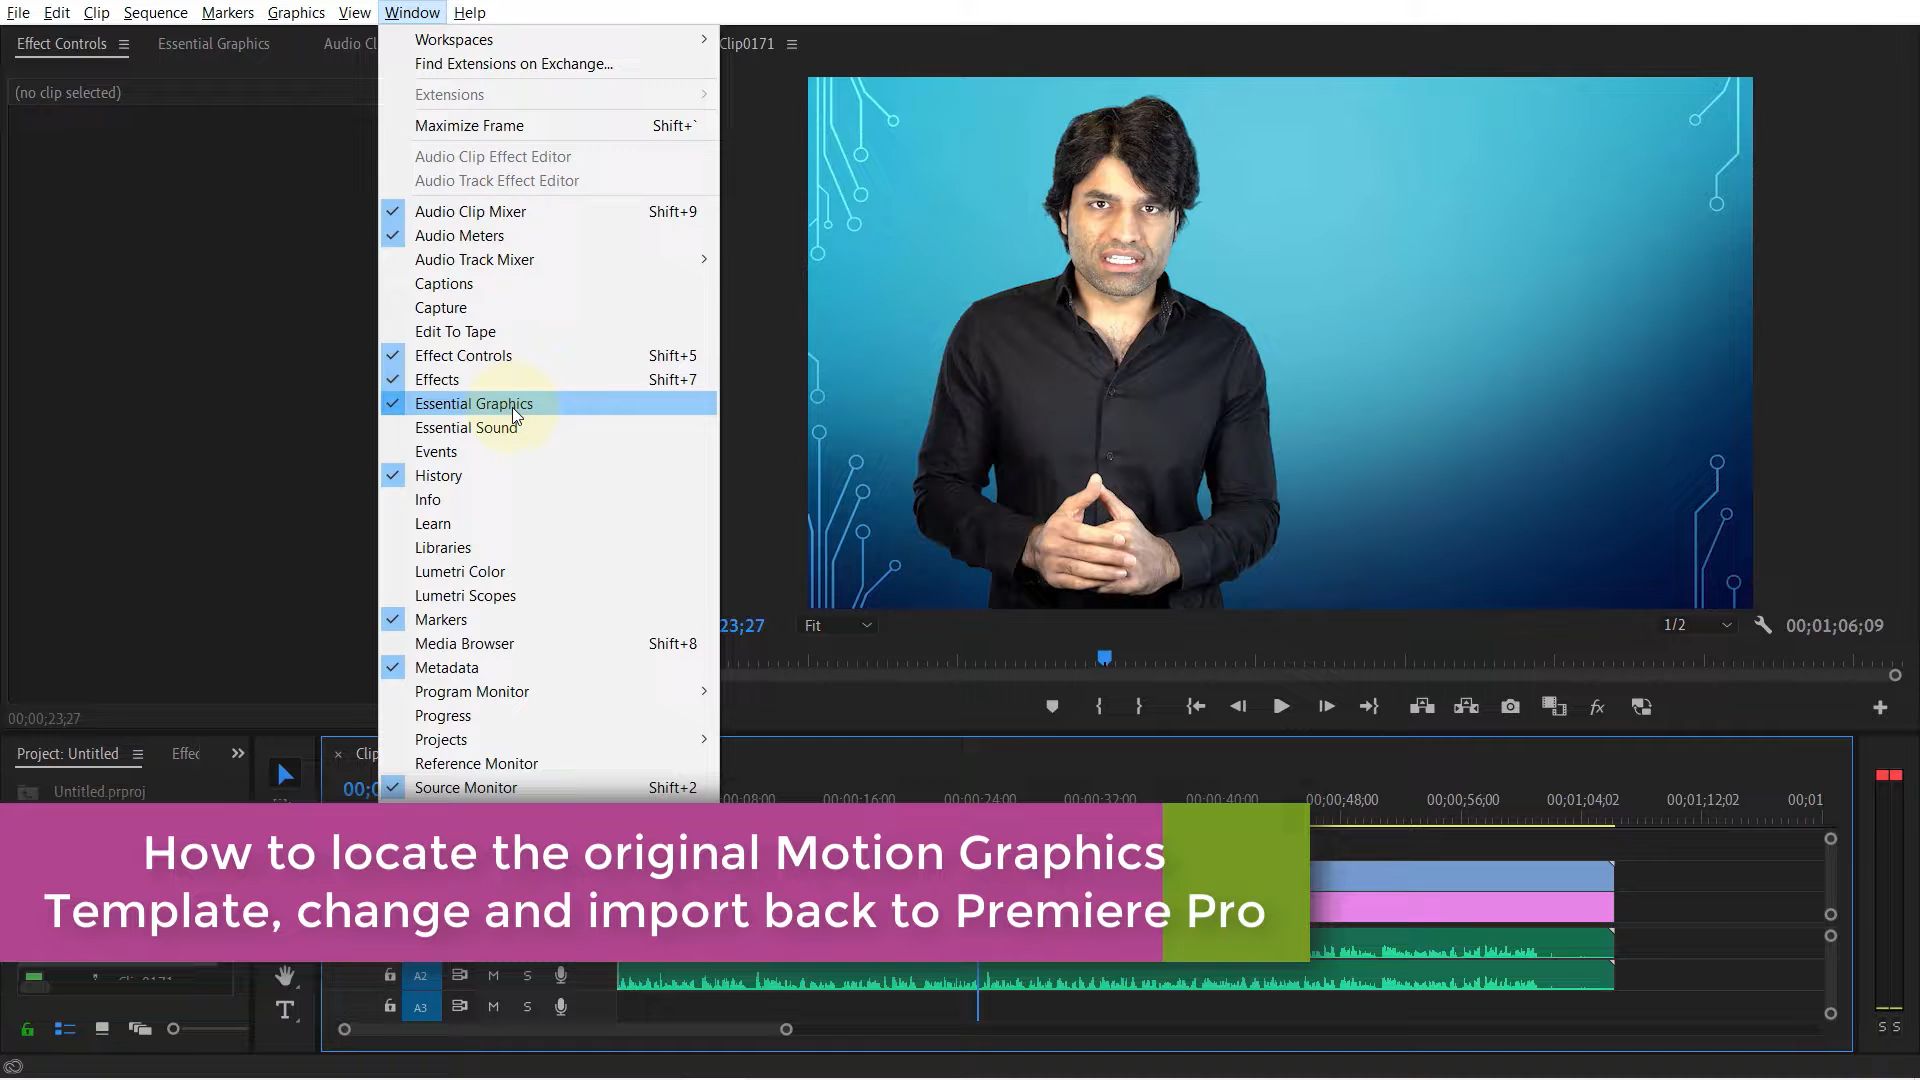 File Edit Clip Sequence Markers Graphics View Window Help
Effect Controls Essential Graphics Audio Cl
Clip0171
(no clip selected)
Workspaces
Find Extensions on Exchange...
Extensions
Maximize Frame Shift+`
Audio Clip Effect Editor
Audio Track Effect Editor
Audio Clip Mixer Shift+9
Audio Meters
Audio Track Mixer
Captions
Capture
Edit To Tape
Effect Controls Shift+5
Effects Shift+7
Essential Graphics
Essential Sound
Events
History
Info
Learn
Libraries
Lumetri Color
Lumetri Scopes
Markers
Media Browser Shift+8
Metadata
Program Monitor
Progress
Projects
Reference Monitor
Source Monitor Shift+2
23;27 Fit 1/2 00;01;06;09
00;00;23;27
Project: Untitled Effec
Untitled.prproj
Clip
00;0
00:08;00 00;00;16;00 00;00;24;00 00;00;32;00 00;00;40;00 00;00;48;00 00;00;56;00 00;01;04;02 00;01;12;02 00;01
How to locate the original Motion Graphics
Template, change and import back to Premiere Pro
A2 M S
A3 M S
S S